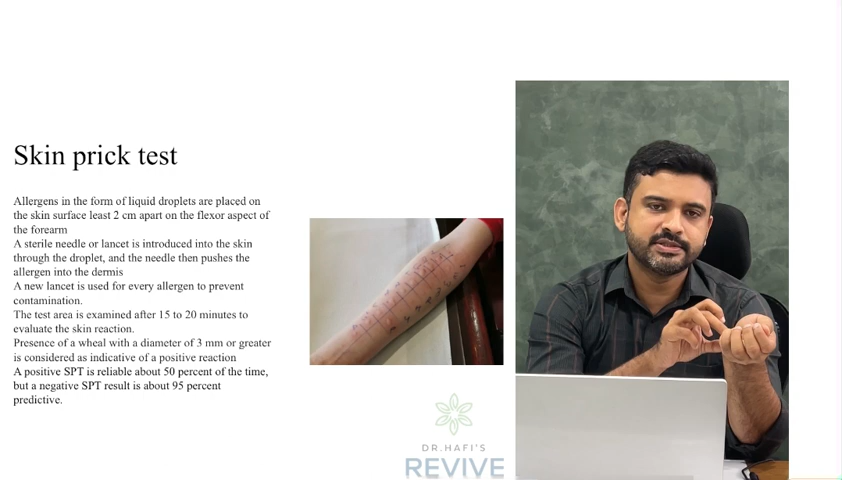 Skin prick test
Allergens in the form of liquid droplets are placed on
the skin surface least 2 cm apart on the flexor aspect of
the forearm
A sterile needle or lancet is introduced into the skin
through the droplet, and the needle then pushes the
allergen into the dermis
A new lancet is used for every allergen to prevent
contamination.
The test area is examined after 15 to 20 minutes to
evaluate the skin reaction.
Presence of a wheal with a diameter of 3 mm or greater
is considered as indicative of a positive reaction
A positive SPT is reliable about 50 percent of the time,
but a negative SPT result is about 95 percent
predictive.
DR.HAFI'S
REVIVE